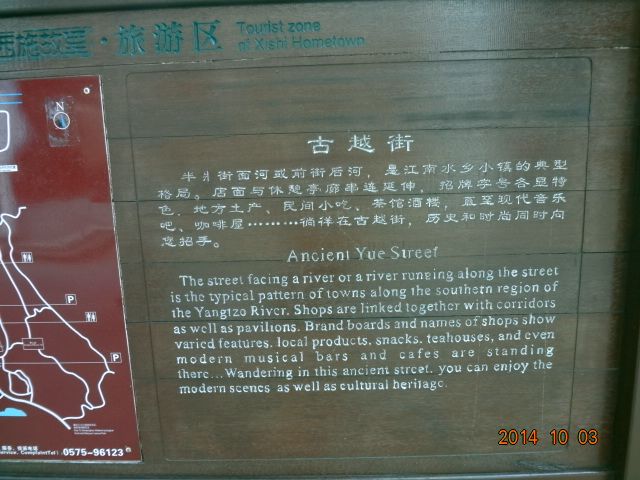 西施故里·旅游区
Tourist zone
of Xishi Hometown
N
古越街
半爿街面河或前街后河，是江南水乡小镇的典型
格局。店面与休憩亭廊串连延伸，招牌字号各显特
色，地方土产、民间小吃、茶馆酒楼，直至现代音乐
吧、咖啡屋………徜徉在古越街，历史和时尚同时向
您招手。
Ancient Yue Street
The street facing a river or a river running along the street
is the typical pattern of towns along the southern region of
the Yangtzo River. Shops are linked together with corridors
as well as pavilions. Brand boards and names of shops show
varied features, local products, snacks, teahouses, and even
modern musical bars and cafes are standing
there...Wandering in this ancient street, you can enjoy the
modern scenes as well as cultural heritage.
P
P
0575-96123
2014 10 03